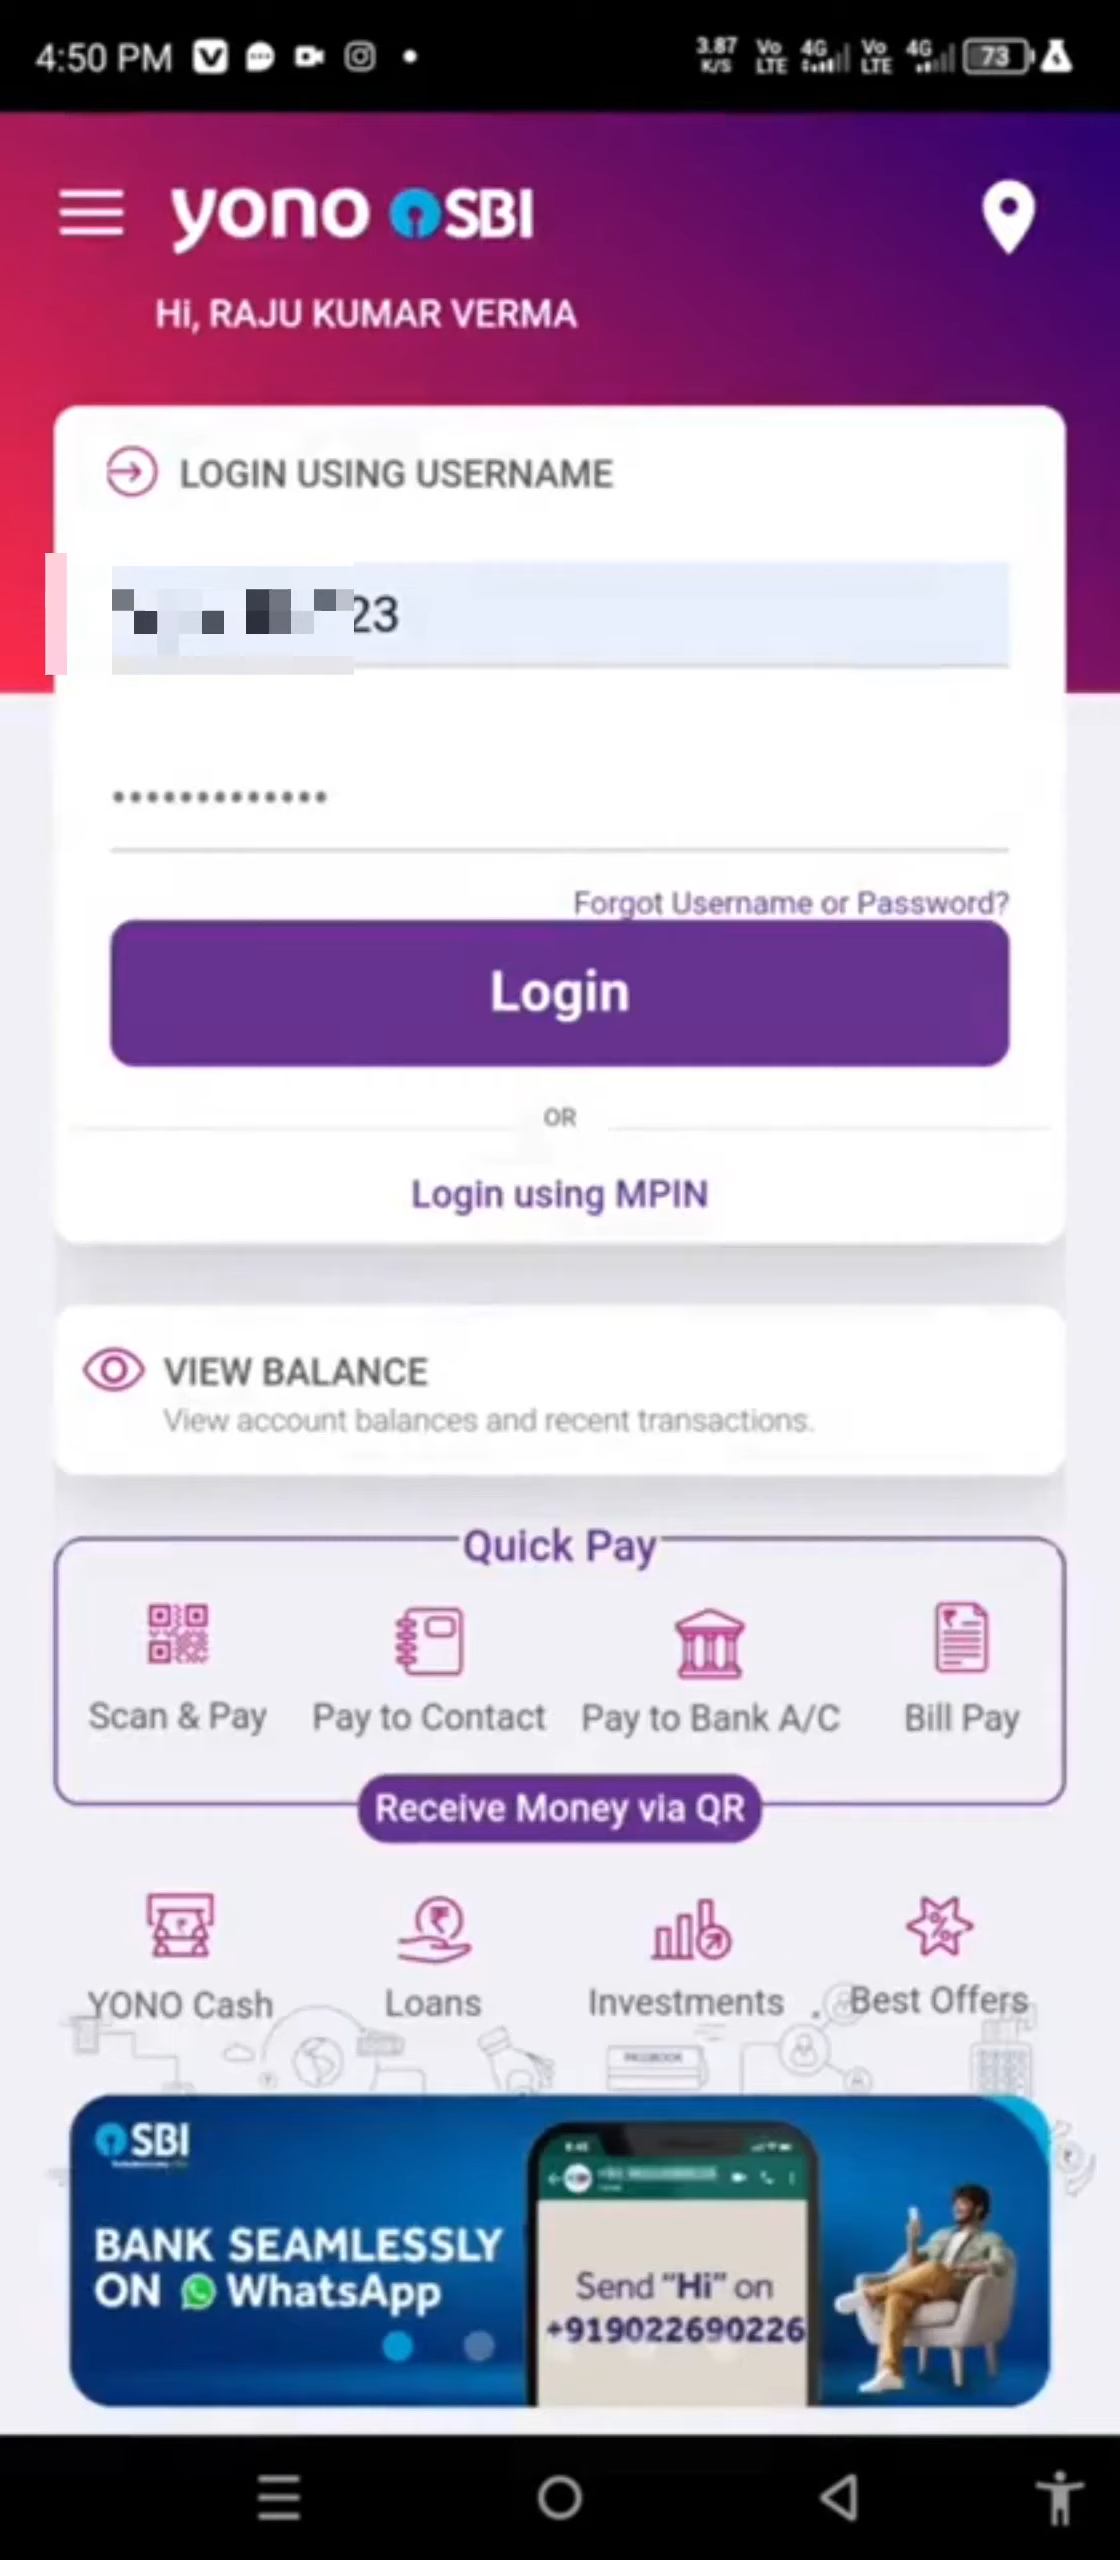 4:50 PM
3.87 K/S Vo LTE 4G Vo LTE 4G 73
yono SBI
Hi, RAJU KUMAR VERMA
LOGIN USING USERNAME
23
•••••••••••••
Forgot Username or Password?
Login
OR
Login using MPIN
VIEW BALANCE
View account balances and recent transactions.
Quick Pay
Scan & Pay Pay to Contact Pay to Bank A/C Bill Pay
Receive Money via QR
YONO Cash Loans Investments Best Offers
PASSBOOK
SBI
BANK SEAMLESSLY
ON WhatsApp
Send "Hi" on
+919022690226